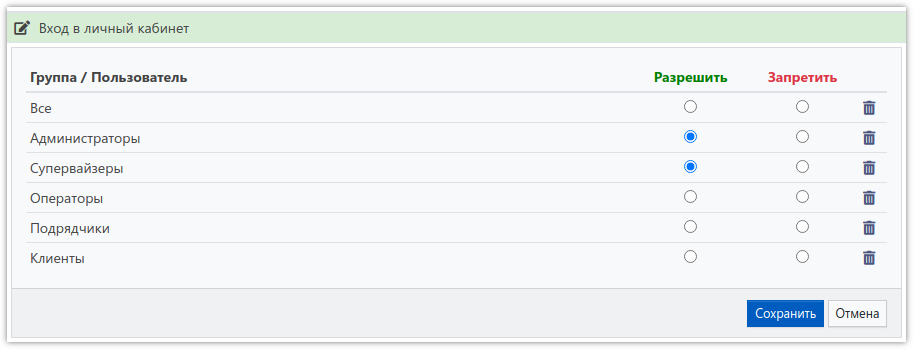 Вход в личный кабинет
Группа / Пользователь Разрешить Запретить
Все
Администраторы
Супервайзеры
Операторы
Подрядчики
Клиенты
Сохранить Отмена